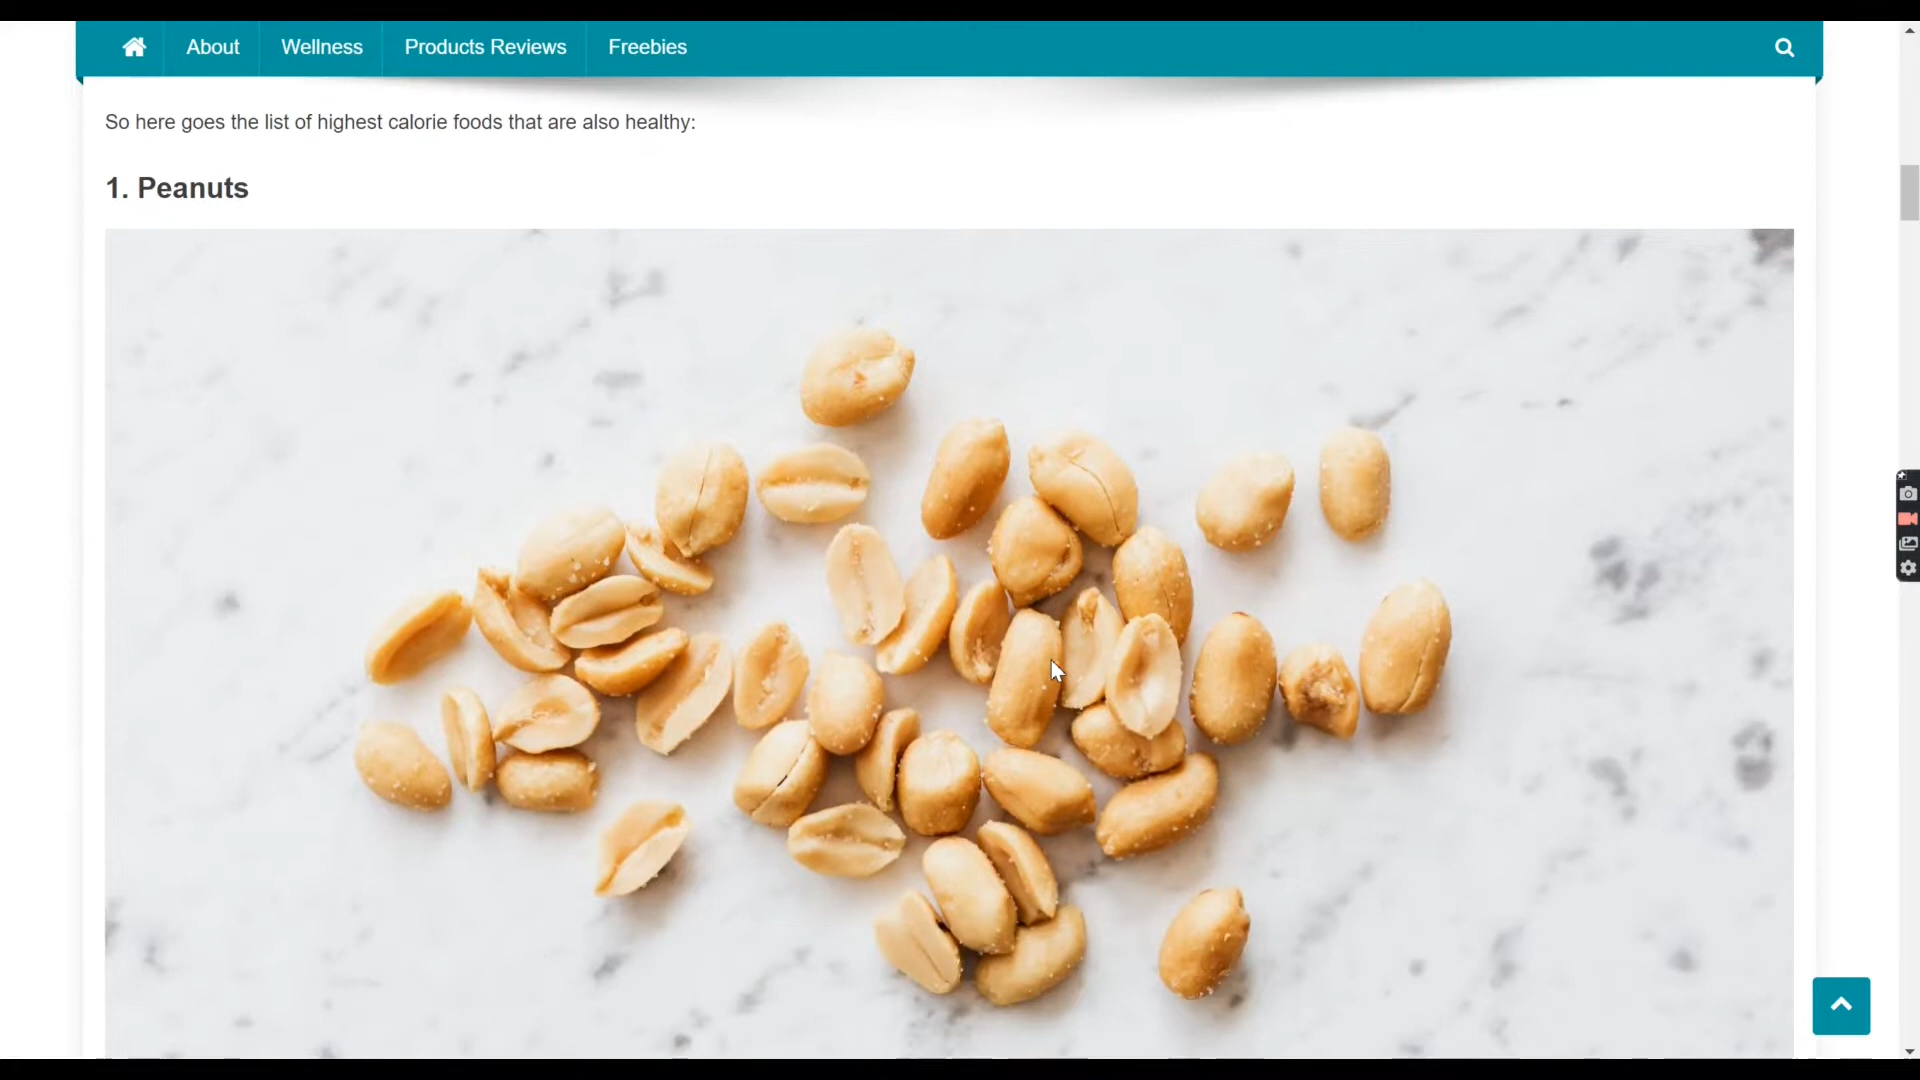 About Wellness Products Reviews Freebies
So here goes the list of highest calorie foods that are also healthy:
1. Peanuts